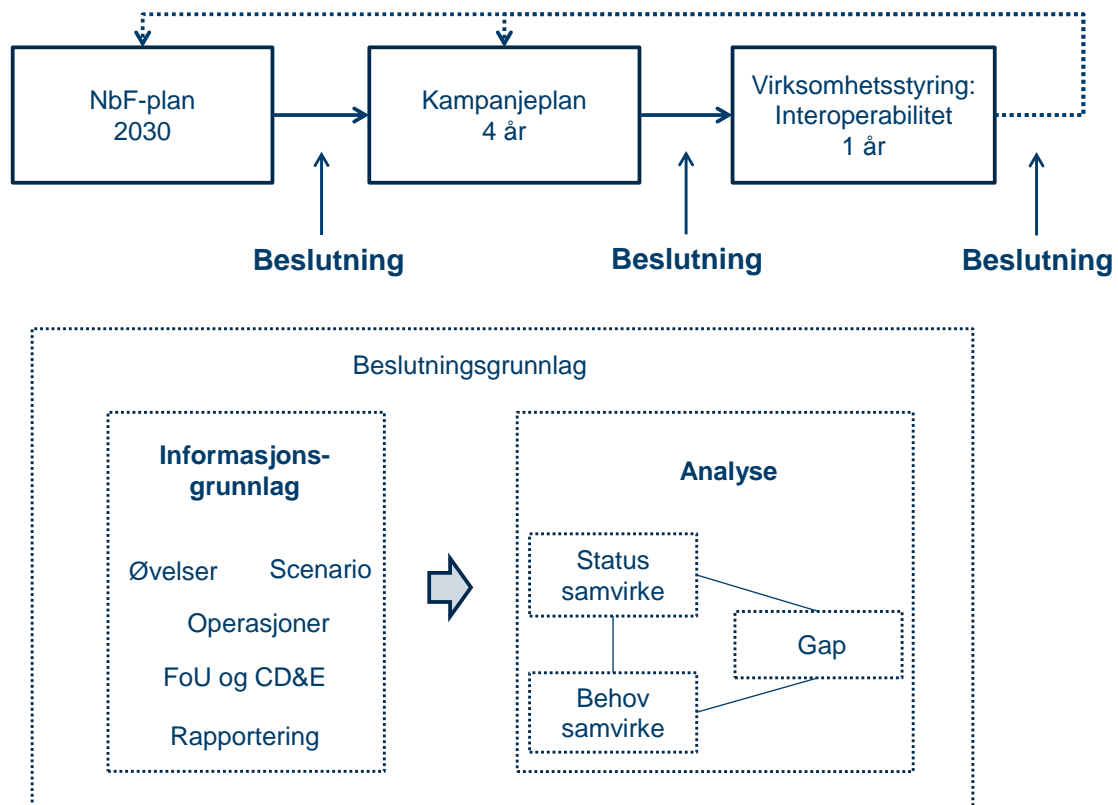 NbF-plan
2030
Kampanjeplan
4 år
Virksomhetsstyring:
Interoperabilitet
1 år
Beslutning
Beslutning
Beslutning
Beslutningsgrunnlag
Informasjons-
grunnlag
Øvelser
Scenario
Operasjoner
FoU og CD&E
Rapportering
Analyse
Status
samvirke
Gap
Behov
samvirke